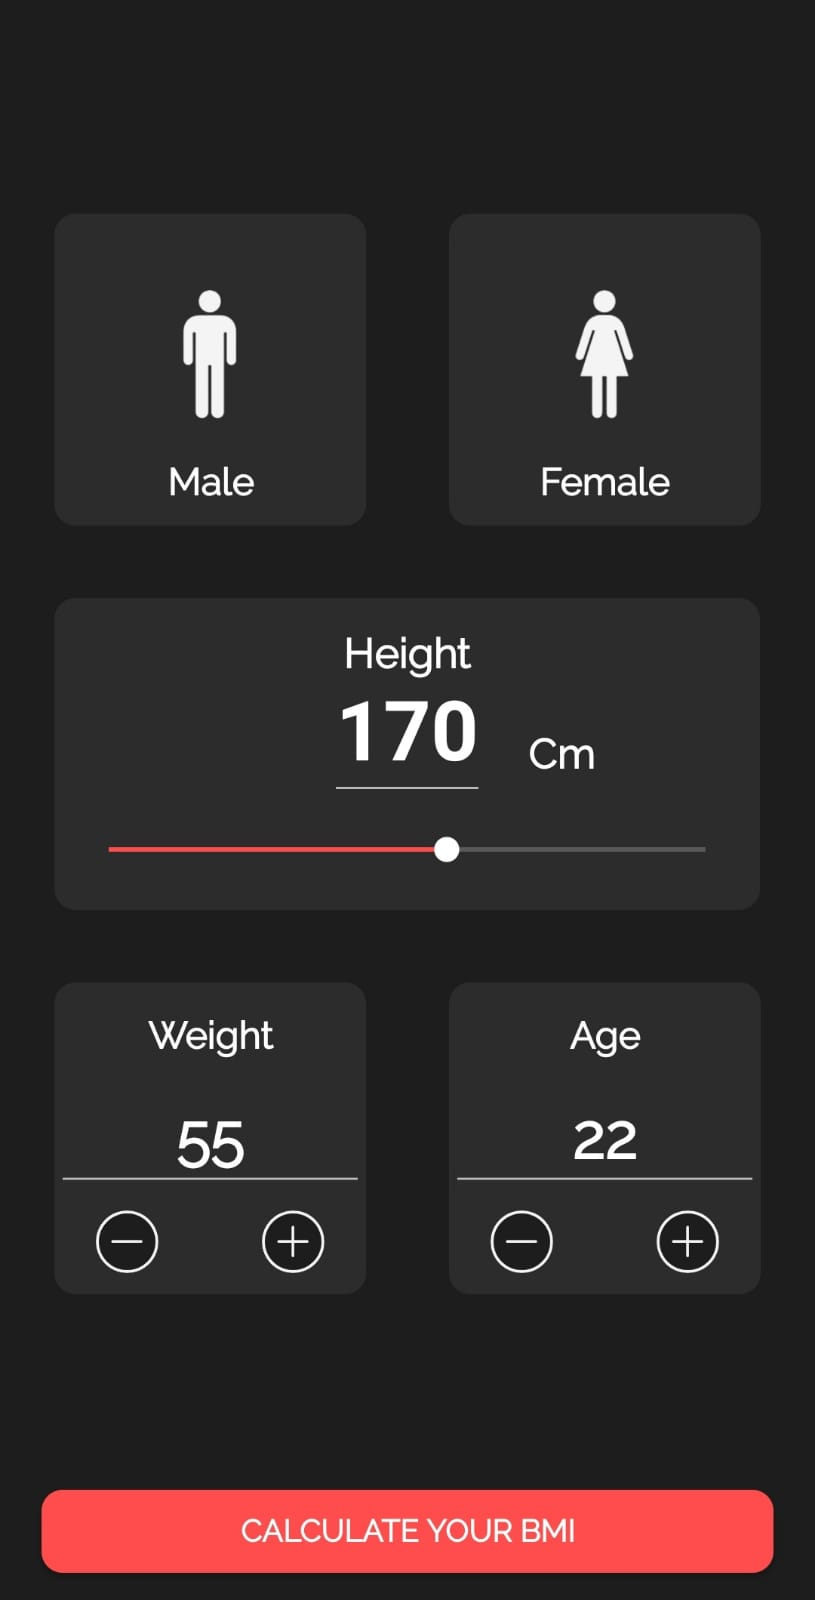 Male
Female
Height
170 Cm
Weight
Age
55
22
CALCULATE YOUR BMI